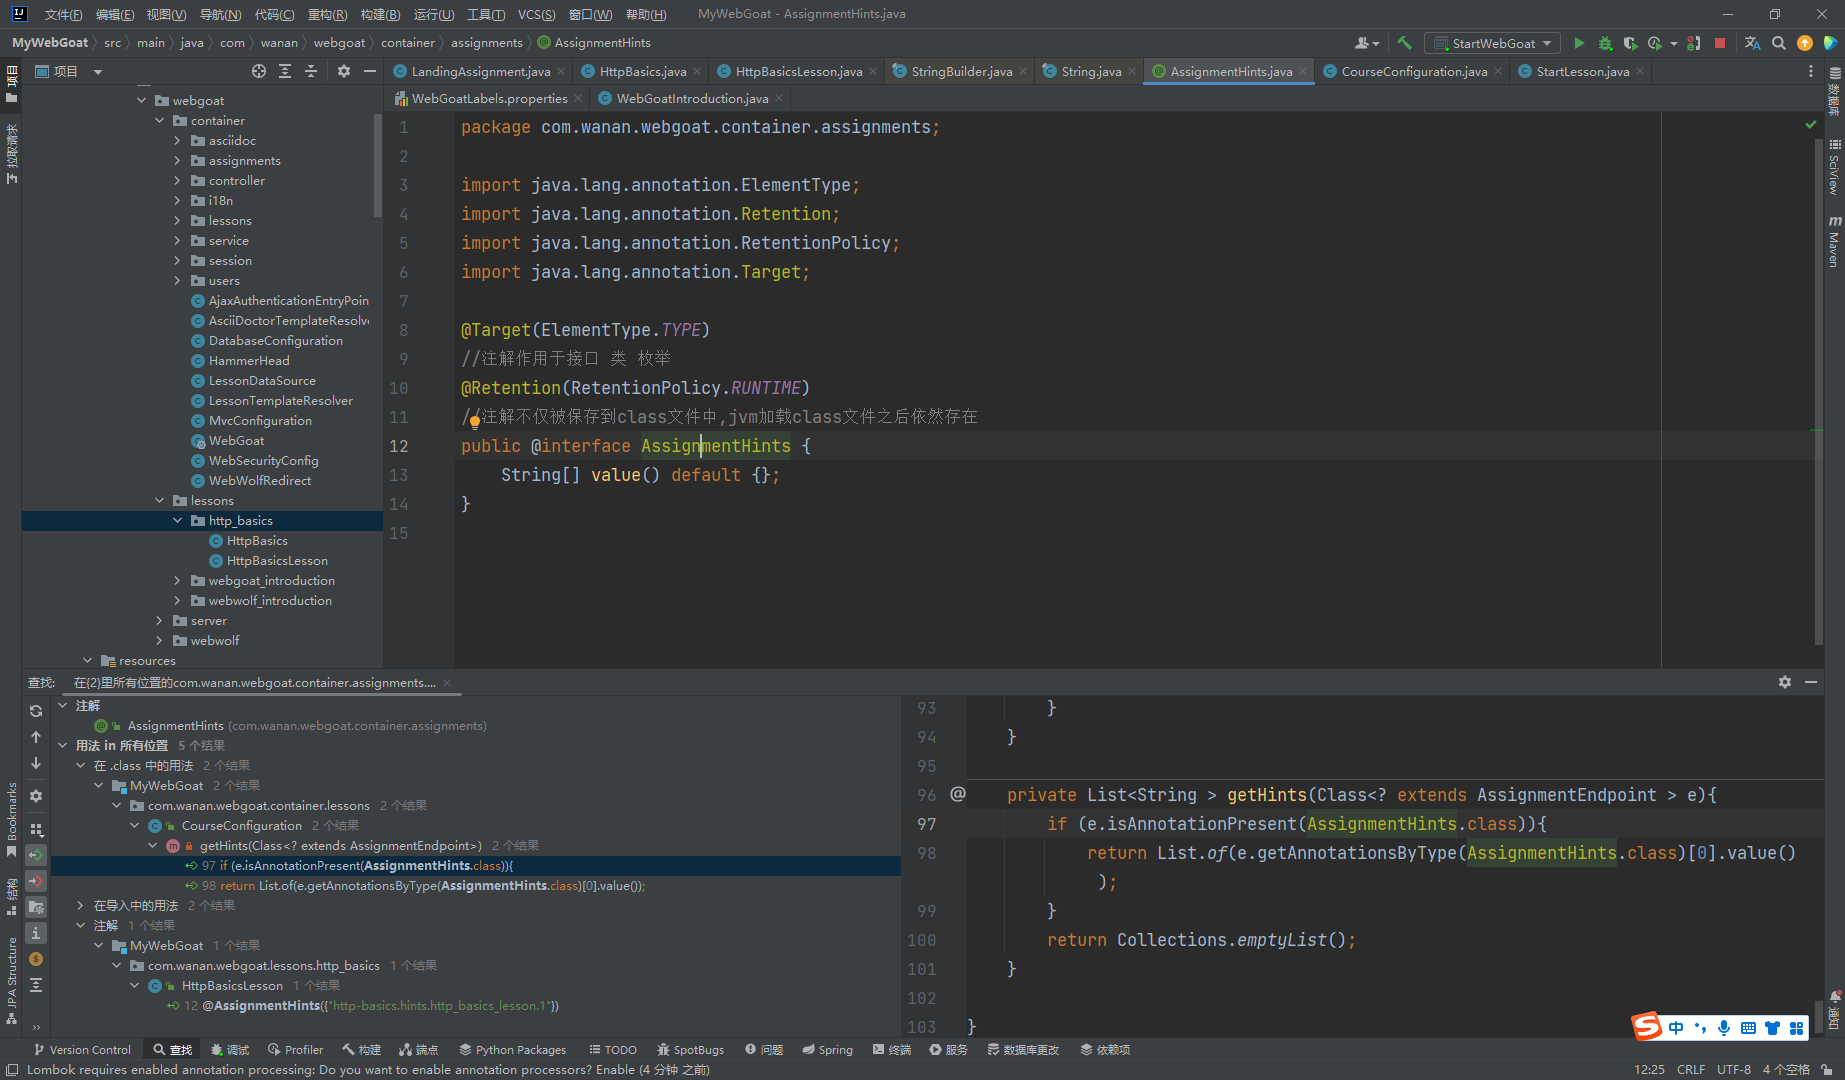 文件(F) 编辑(E) 视图(V) 导航(N) 代码(C) 重构(R) 构建(B) 运行(U) 工具(T) VCS(S) 窗口(W) 帮助(H) MyWebGoat - AssignmentHints.java
MyWebGoat src main java com wanan webgoat container assignments AssignmentHints StartWebGoat
项目
LandingAssignment.java HttpBasics.java HttpBasicsLesson.java StringBuilder.java String.java AssignmentHints.java CourseConfiguration.java StartLesson.java
WebGoatLabels.properties WebGoatIntroduction.java
项目
拉取请求
Bookmarks
结构
JPA Structure
webgoat
container
asciidoc
assignments
controller
i18n
lessons
service
session
users
AjaxAuthenticationEntryPoin
AsciiDoctorTemplateResolve
DatabaseConfiguration
HammerHead
LessonDataSource
LessonTemplateResolver
MvcConfiguration
WebGoat
WebSecurityConfig
WebWolfRedirect
lessons
http_basics
HttpBasics
HttpBasicsLesson
webgoat_introduction
webwolf_introduction
server
webwolf
resources
1 package com.wanan.webgoat.container.assignments;
2
3 import java.lang.annotation.ElementType;
4 import java.lang.annotation.Retention;
5 import java.lang.annotation.RetentionPolicy;
6 import java.lang.annotation.Target;
7
8 @Target(ElementType.TYPE)
9 //注解作用于接口 类 枚举
10 @Retention(RetentionPolicy.RUNTIME)
11 //注解不仅被保存到class文件中,jvm加载class文件之后依然存在
12 public @interface AssignmentHints {
13 String[] value() default {};
14 }
15
数据库
SciView
Maven
通知
查找: 在{2}里所有位置的com.wanan.webgoat.container.assignments....
注解
AssignmentHints (com.wanan.webgoat.container.assignments)
用法 in 所有位置 5 个结果
在 .class 中的用法 2 个结果
MyWebGoat 2 个结果
com.wanan.webgoat.container.lessons 2 个结果
CourseConfiguration 2 个结果
getHints(Class<? extends AssignmentEndpoint>) 2 个结果
97 if (e.isAnnotationPresent(AssignmentHints.class)){
98 return List.of(e.getAnnotationsByType(AssignmentHints.class)[0].value());
在导入中的用法 2 个结果
注解 1 个结果
MyWebGoat 1 个结果
com.wanan.webgoat.lessons.http_basics 1 个结果
HttpBasicsLesson 1 个结果
12 @AssignmentHints({"http-basics.hints.http_basics_lesson.1"})
93 }
94 }
95
96 @ private List<String > getHints(Class<? extends AssignmentEndpoint > e){
97 if (e.isAnnotationPresent(AssignmentHints.class)){
98 return List.of(e.getAnnotationsByType(AssignmentHints.class)[0].value()
);
99 }
100 return Collections.emptyList();
101 }
102
103 }
中
Version Control 查找 调试 Profiler 构建 端点 Python Packages TODO SpotBugs 问题 Spring 终端 服务 数据库更改 依赖项
Lombok requires enabled annotation processing: Do you want to enable annotation processors? Enable (4 分钟 之前) 12:25 CRLF UTF-8 4 个空格